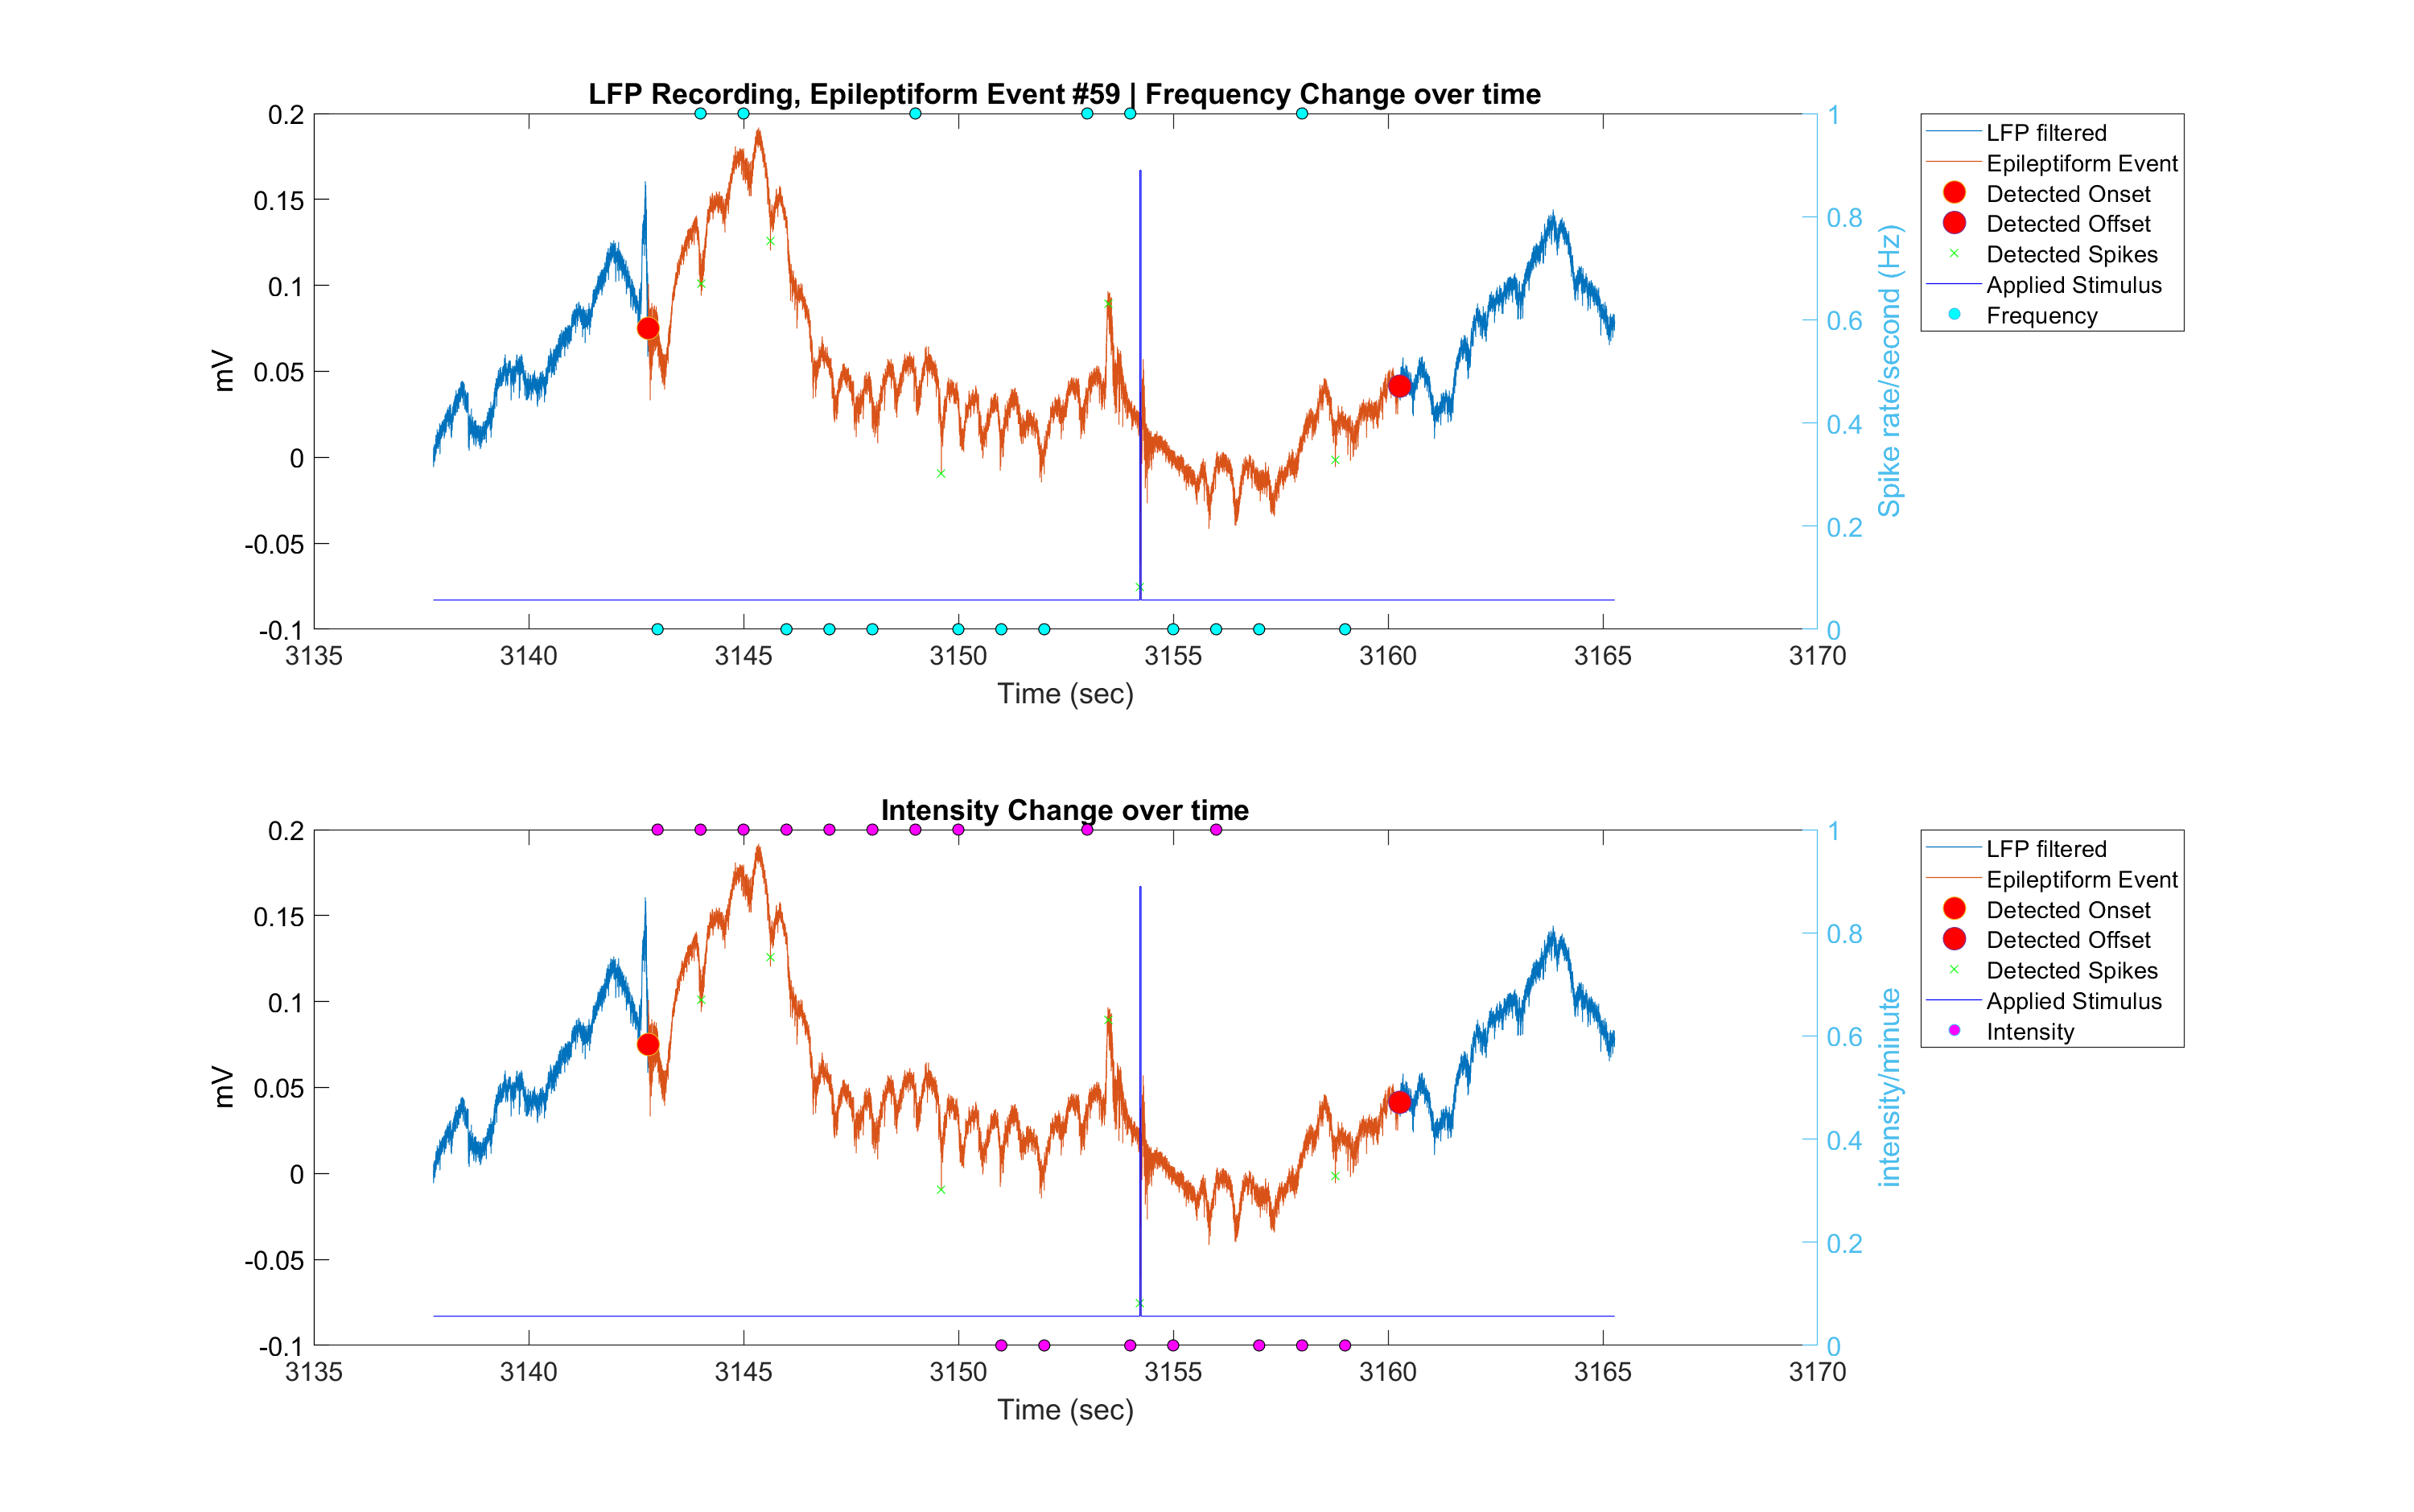 LFP Recording, Epileptiform Event #59 | Frequency Change over time
0.2
0.15
0.1
0.05
0
-0.05
-0.1
mV
3135 3140 3145 3150 3155 3160 3165 3170
Time (sec)
1
0.8
0.6
0.4
0.2
0
Spike rate/second (Hz)
LFP filtered
Epileptiform Event
Detected Onset
Detected Offset
Detected Spikes
Applied Stimulus
Frequency
Intensity Change over time
0.2
0.15
0.1
0.05
0
-0.05
-0.1
mV
3135 3140 3145 3150 3155 3160 3165 3170
Time (sec)
1
0.8
0.6
0.4
0.2
0
intensity/minute
LFP filtered
Epileptiform Event
Detected Onset
Detected Offset
Detected Spikes
Applied Stimulus
Intensity